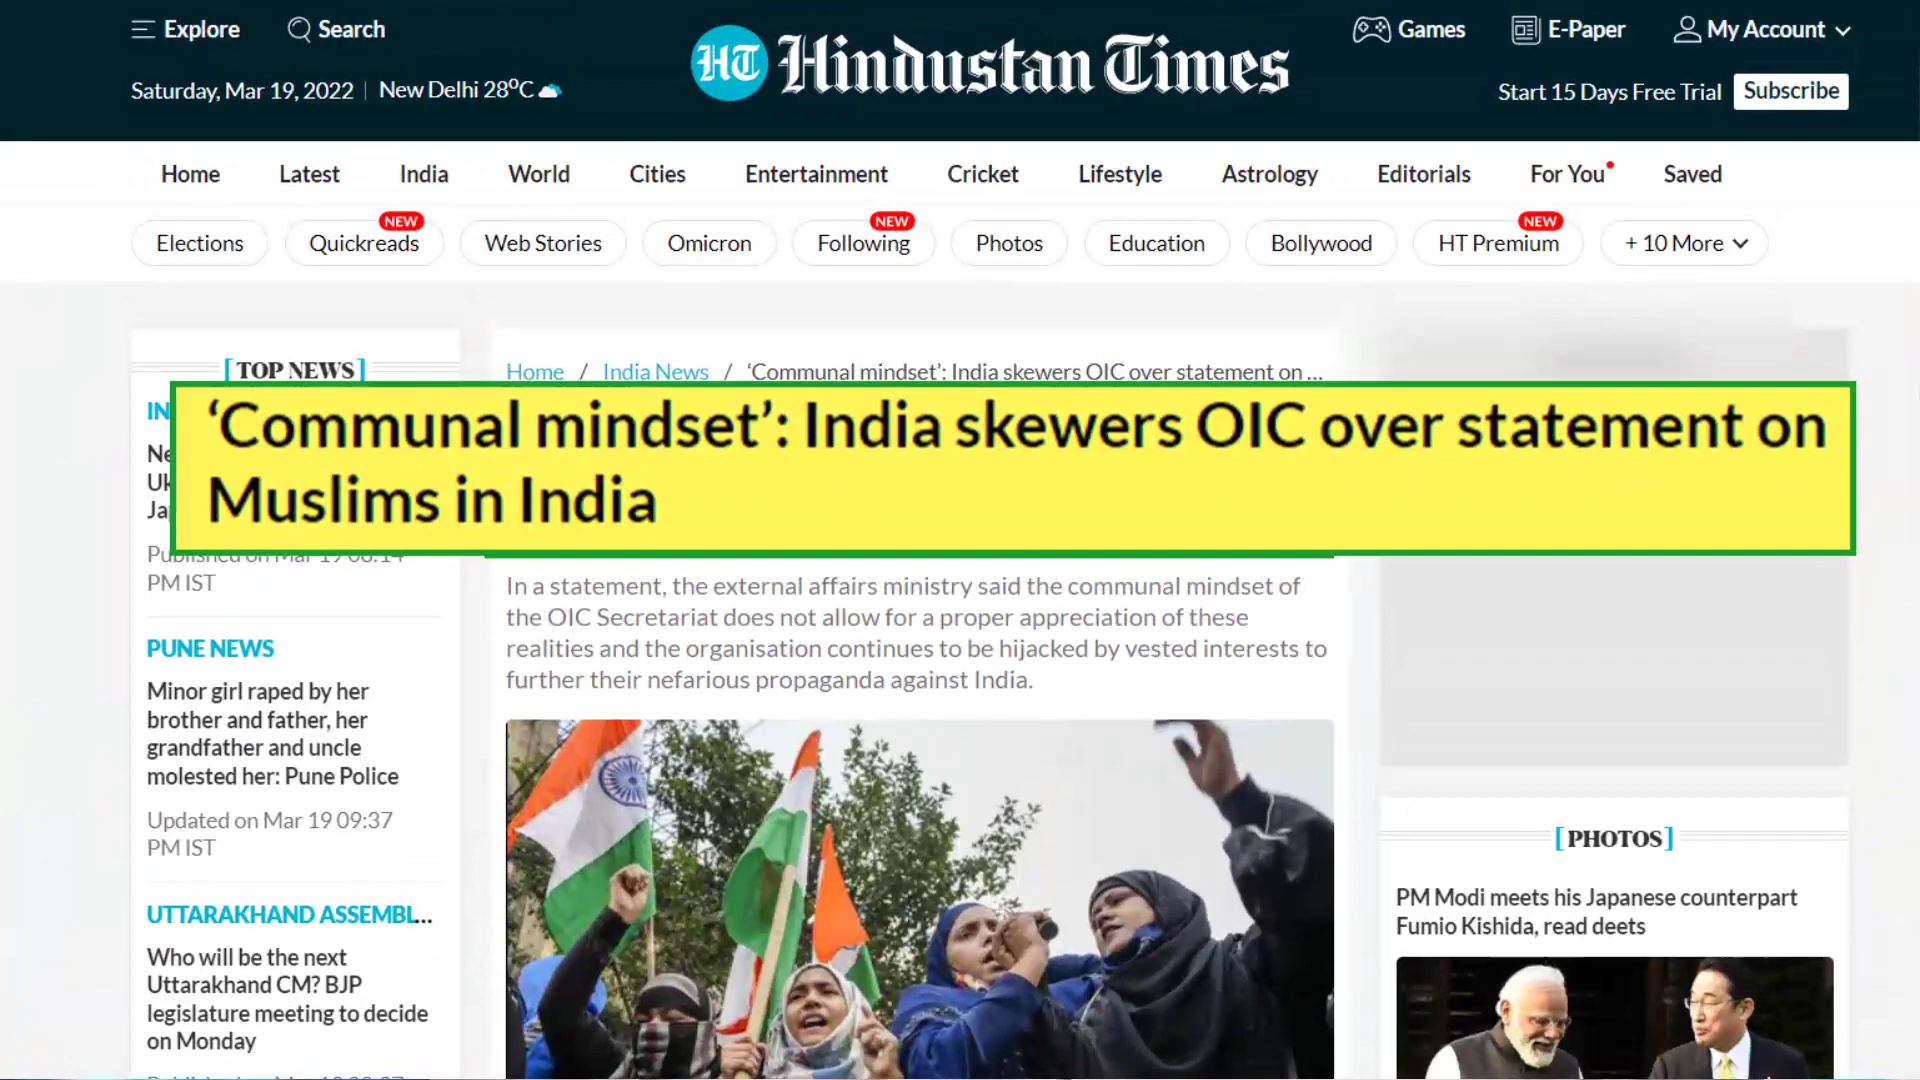 Explore
Search
Games
E-Paper
My Account
HT Hindustan Times
Saturday, Mar 19, 2022
New Delhi 28°C
Start 15 Days Free Trial
Subscribe
Home
Latest
India
World
Cities
Entertainment
Cricket
Lifestyle
Astrology
Editorials
For You
Saved
Elections
NEW
Quickreads
Web Stories
Omicron
NEW
Following
Photos
Education
Bollywood
NEW
HT Premium
+ 10 More
[TOP NEWS]
Home / India News / ‘Communal mindset’: India skewers OIC over statement on ...
‘Communal mindset’: India skewers OIC over statement on
Muslims in India
Published on Mar 19 08:14
PM IST
In a statement, the external affairs ministry said the communal mindset of
the OIC Secretariat does not allow for a proper appreciation of these
realities and the organisation continues to be hijacked by vested interests to
further their nefarious propaganda against India.
PUNE NEWS
Minor girl raped by her
brother and father, her
grandfather and uncle
molested her: Pune Police
Updated on Mar 19 09:37
PM IST
UTTARAKHAND ASSEMBL...
Who will be the next
Uttarakhand CM? BJP
legislature meeting to decide
on Monday
[PHOTOS]
PM Modi meets his Japanese counterpart
Fumio Kishida, read deets